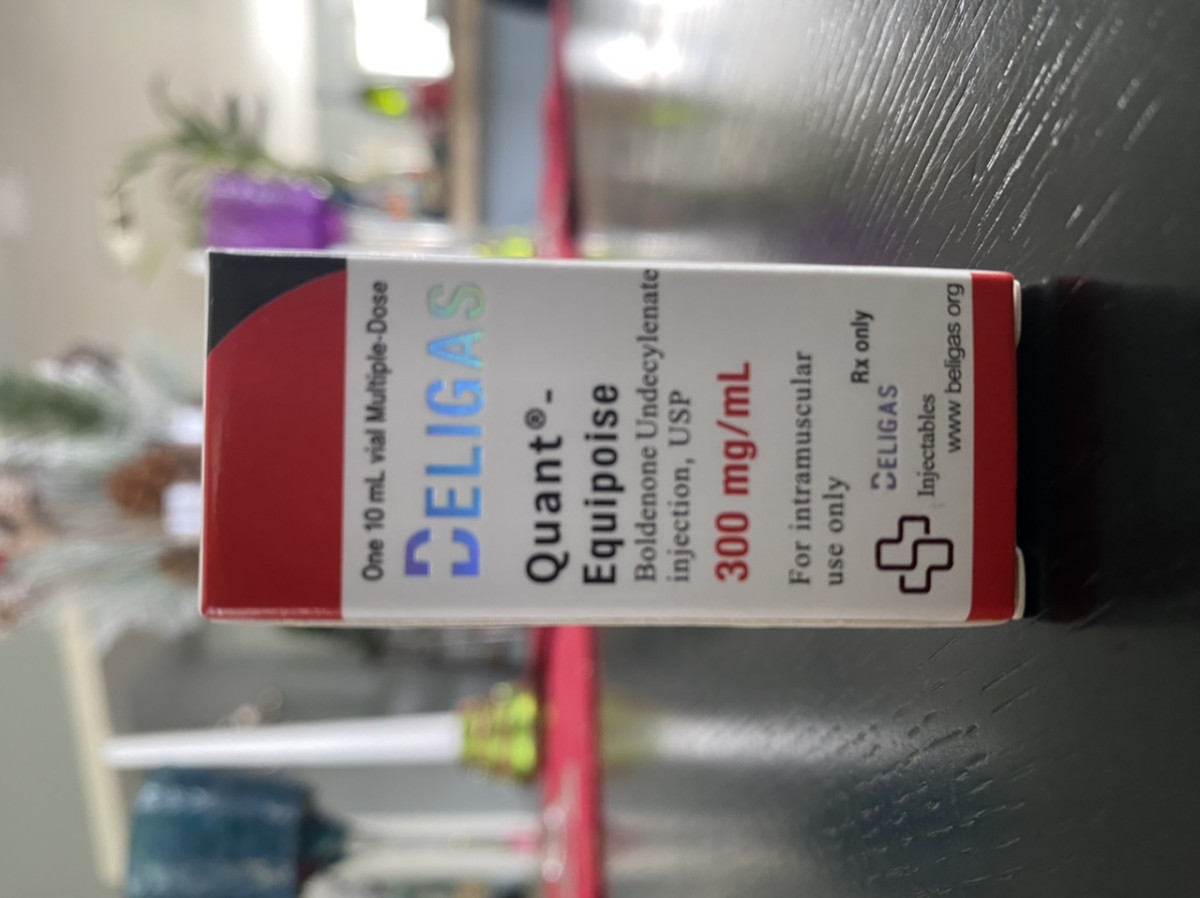 One 10 mL vial Multiple-Dose
BELIGAS
Quant®-
Equipoise
Boldenone Undecylenate
injection, USP
300 mg/mL
For intramuscular
use only
Rx only
BELIGAS
Injectables
www beligas org